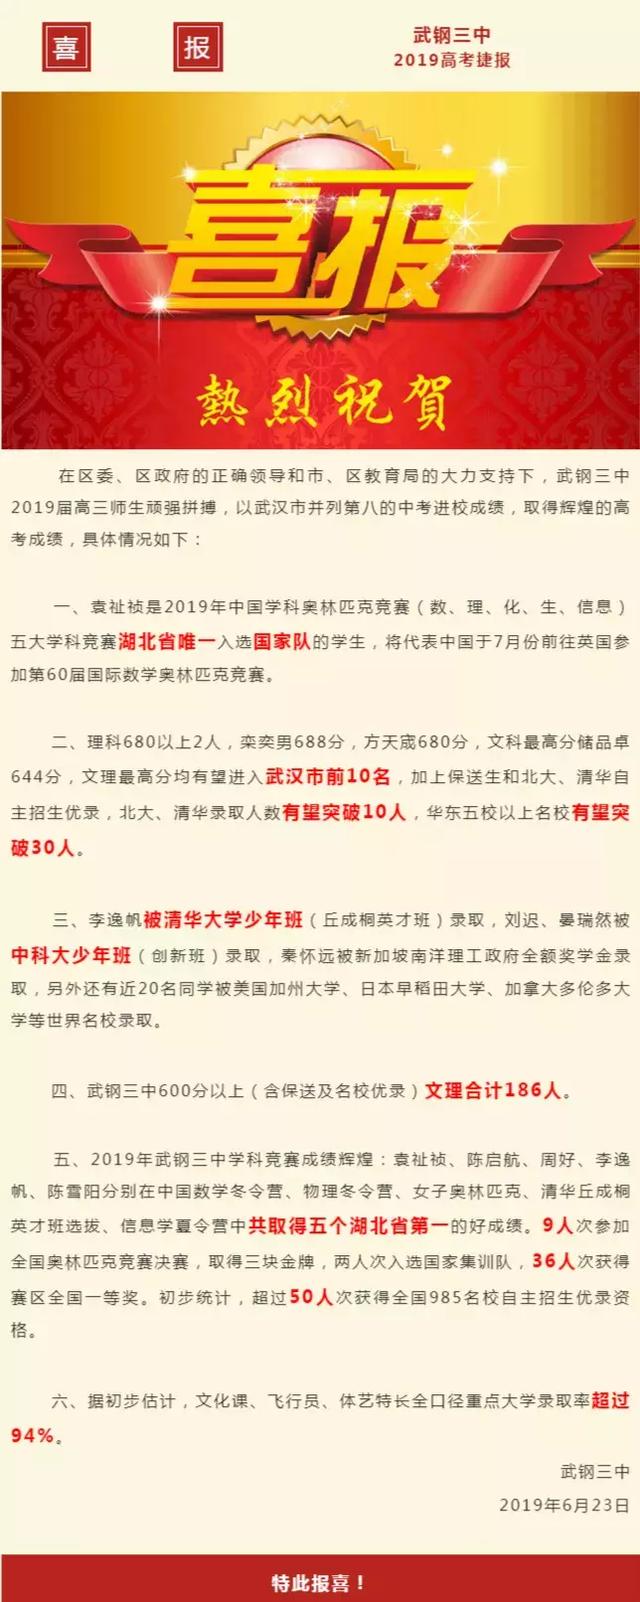 喜 报
武钢三中
2019高考捷报
喜报
熱烈祝賀
在区委、区政府的正确领导和市、区教育局的大力支持下，武钢三中
2019届高三师生顽强拼搏，以武汉市并列第八的中考进校成绩，取得辉煌的高
考成绩，具体情况如下：
一、袁祉祯是2019年中国学科奥林匹克竞赛（数、理、化、生、信息）
五大学科竞赛湖北省唯一入选国家队的学生，将代表中国于7月份前往英国参
加第60届国际数学奥林匹克竞赛。
二、理科680以上2人，栾奕男688分，方天宬680分，文科最高分储品卓
644分，文理最高分均有望进入武汉市前10名，加上保送生和北大、清华自
主招生优录，北大、清华录取人数有望突破10人，华东五校以上名校有望突
破30人。
三、李逸帆被清华大学少年班（丘成桐英才班）录取，刘迟、晏瑞然被
中科大少年班（创新班）录取，秦怀远被新加坡南洋理工政府全额奖学金录
取，另外还有近20名同学被美国加州大学、日本早稻田大学、加拿大多伦多大
学等世界名校录取。
四、武钢三中600分以上（含保送及名校优录）文理合计186人。
五、2019年武钢三中学科竞赛成绩辉煌：袁祉祯、陈启航、周好、李逸
帆、陈雪阳分别在中国数学冬令营、物理冬令营、女子奥林匹克、清华丘成桐
英才班选拔、信息学夏令营中共取得五个湖北省第一的好成绩。9人次参加
全国奥林匹克竞赛决赛，取得三块金牌，两人次入选国家集训队，36人次获得
赛区全国一等奖。初步统计，超过50人次获得全国985名校自主招生优录资
格。
六、据初步估计，文化课、飞行员、体艺特长全口径重点大学录取率超过
94%。
武钢三中
2019年6月23日
特此报喜！